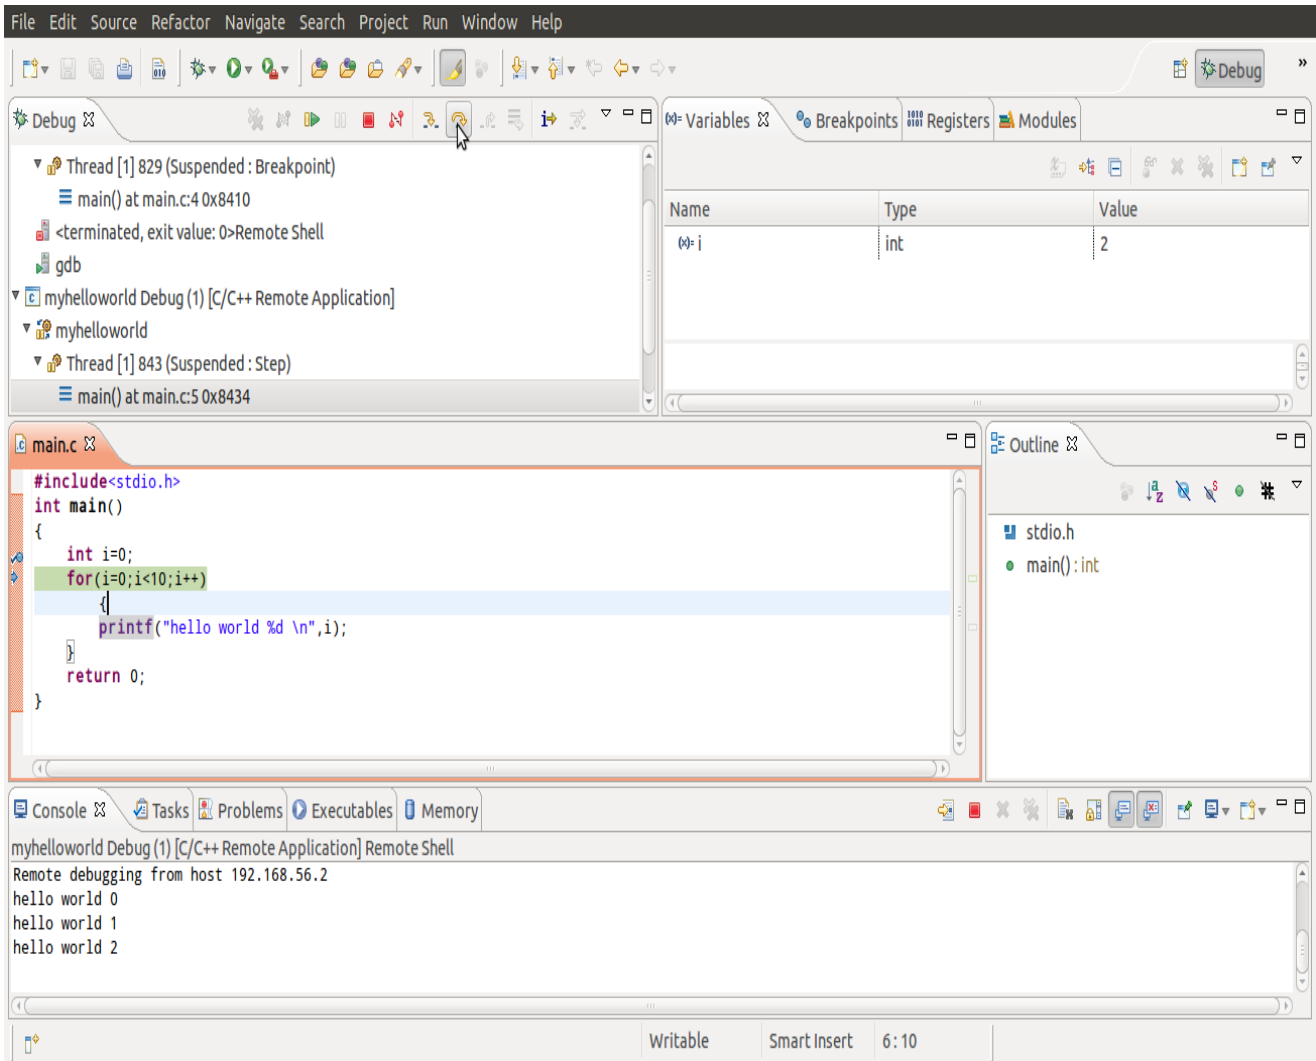 File Edit Source Refactor Navigate Search Project Run Window Help
Debug »
Debug
Thread [1] 829 (Suspended : Breakpoint)
main() at main.c:4 0x8410
<terminated, exit value: 0>Remote Shell
gdb
myhelloworld Debug (1) [C/C++ Remote Application]
myhelloworld
Thread [1] 843 (Suspended : Step)
main() at main.c:5 0x8434
(x)= Variables Breakpoints Registers Modules
Name Type Value
(x)= i int 2
main.c
#include<stdio.h>
int main()
{
    int i=0;
    for(i=0;i<10;i++)
        {
        printf("hello world %d \n",i);
    }
    return 0;
}
Outline
stdio.h
main() : int
Console Tasks Problems Executables Memory
myhelloworld Debug (1) [C/C++ Remote Application] Remote Shell
Remote debugging from host 192.168.56.2
hello world 0
hello world 1
hello world 2
Writable Smart Insert 6 : 10